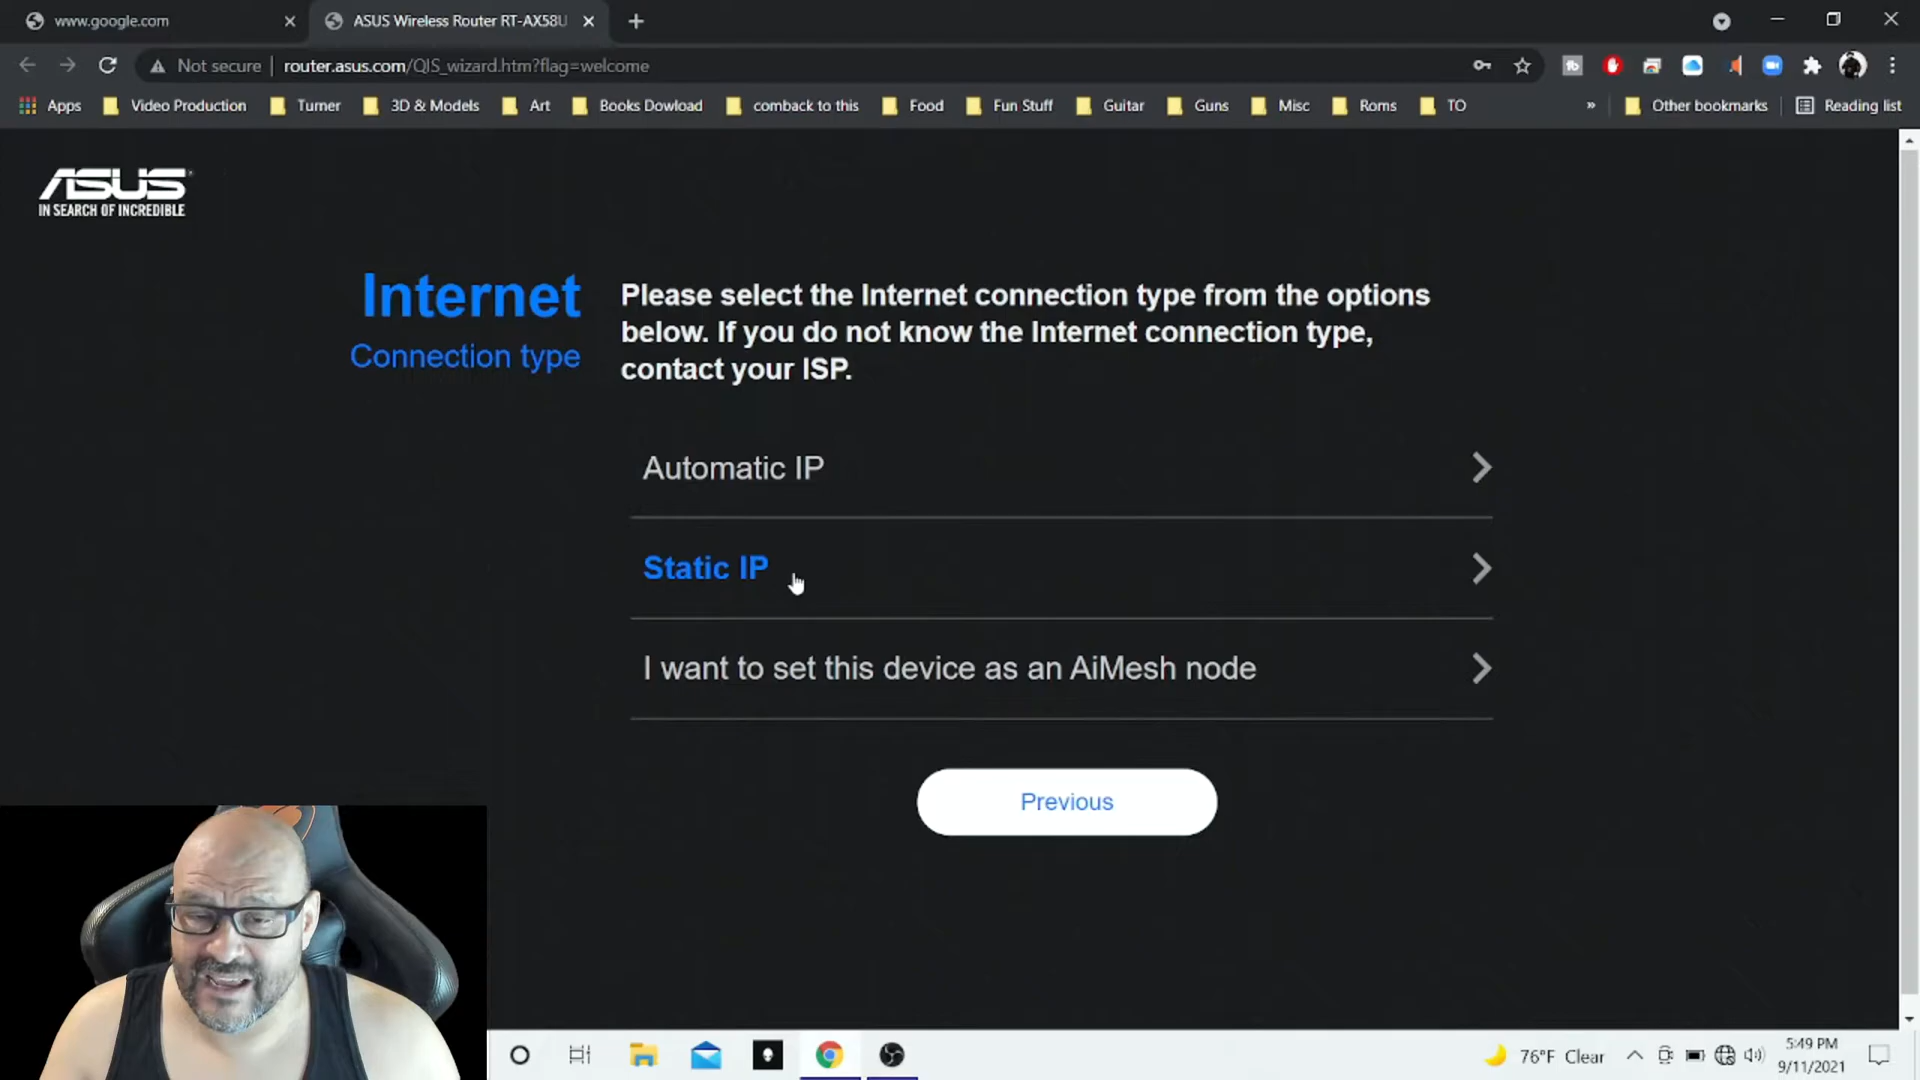 www.google.com
ASUS Wireless Router RT-AX58U
Not secure
router.asus.com/QIS_wizard.htm?flag=welcome
Apps
Video Production
Turner
3D & Models
Art
Books Dowload
comback to this
Food
Fun Stuff
Guitar
Guns
Misc
Roms
TO
»
Other bookmarks
Reading list
ASUS
IN SEARCH OF INCREDIBLE
Internet
Connection type
Please select the Internet connection type from the options
below. If you do not know the Internet connection type,
contact your ISP.
Automatic IP
Static IP
I want to set this device as an AiMesh node
Previous
76°F Clear
5:49 PM
9/11/2021